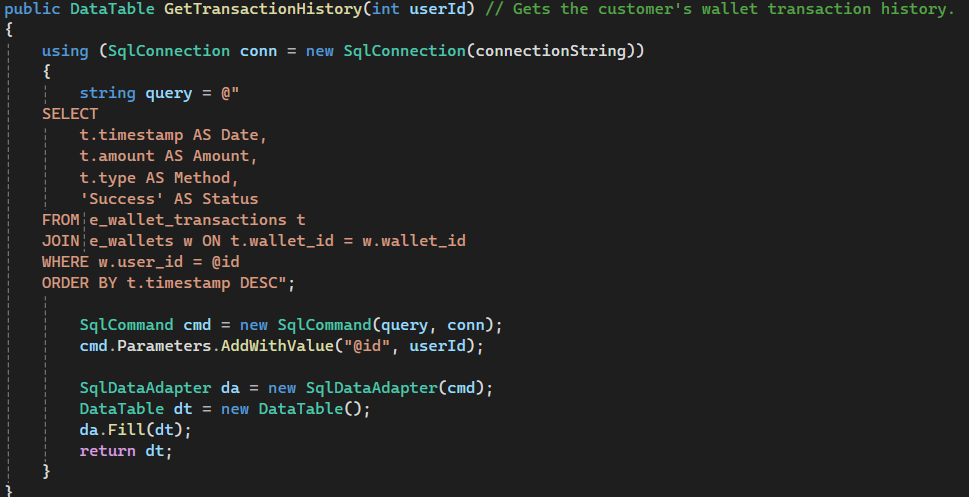 public DataTable GetTransactionHistory(int userId) // Gets the customer's wallet transaction history.
{
    using (SqlConnection conn = new SqlConnection(connectionString))
    {
        string query = @"
    SELECT
        t.timestamp AS Date,
        t.amount AS Amount,
        t.type AS Method,
        'Success' AS Status
    FROM e_wallet_transactions t
    JOIN e_wallets w ON t.wallet_id = w.wallet_id
    WHERE w.user_id = @id
    ORDER BY t.timestamp DESC";

        SqlCommand cmd = new SqlCommand(query, conn);
        cmd.Parameters.AddWithValue("@id", userId);

        SqlDataAdapter da = new SqlDataAdapter(cmd);
        DataTable dt = new DataTable();
        da.Fill(dt);
        return dt;
    }
}